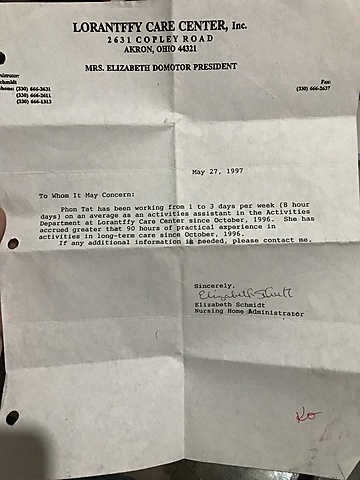 LORANTFFY CARE CENTER, Inc.
2631 COPLEY ROAD
AKRON, OHIO 44321
MRS. ELIZABETH DOMOTOR PRESIDENT
Fax:
(330) 666-2637
(330) 666-2631
(330) 666-2611
(330) 666-1313
May 27, 1997
To Whom It May Concern:
Phon Tat has been working from 1 to 3 days per week (8 hour
days) on an average as an activities assistant in the Activities
Department at Lorantffy Care Center since October, 1996. She has
accrued greater that 90 hours of practical experience in
activities in long-term care since October, 1996.
If any additional information is needed, please contact me.
Sincerely,
Elizabeth Schmidt
Nursing Home Administrator